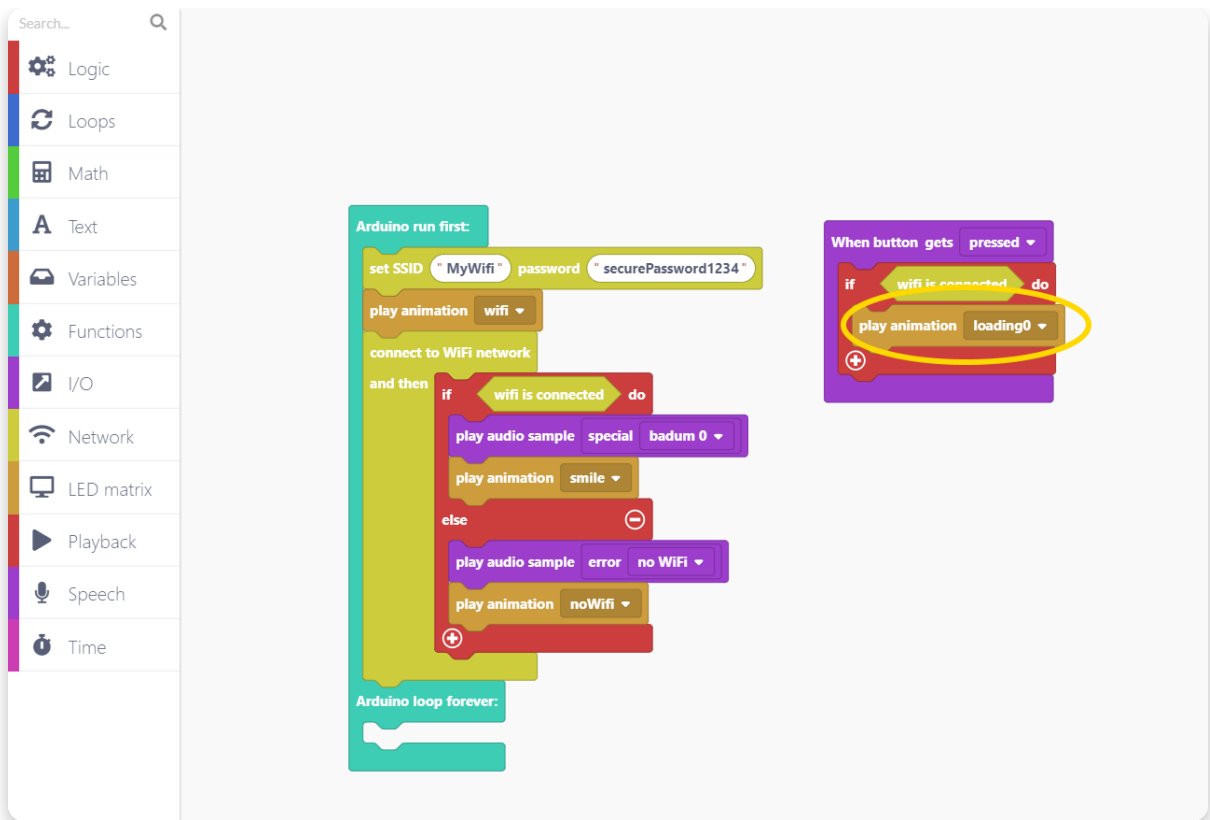 Search...
Logic
Loops
Math
Text
Variables
Functions
I/O
Network
LED matrix
Playback
Speech
Time
Arduino run first:
set SSID " MyWifi " password " securePassword1234 "
play animation wifi
connect to WiFi network
and then if wifi is connected do
play audio sample special badum 0
play animation smile
else
play audio sample error no WiFi
play animation noWifi
Arduino loop forever:
When button gets pressed
if wifi is connected do
play animation loading0